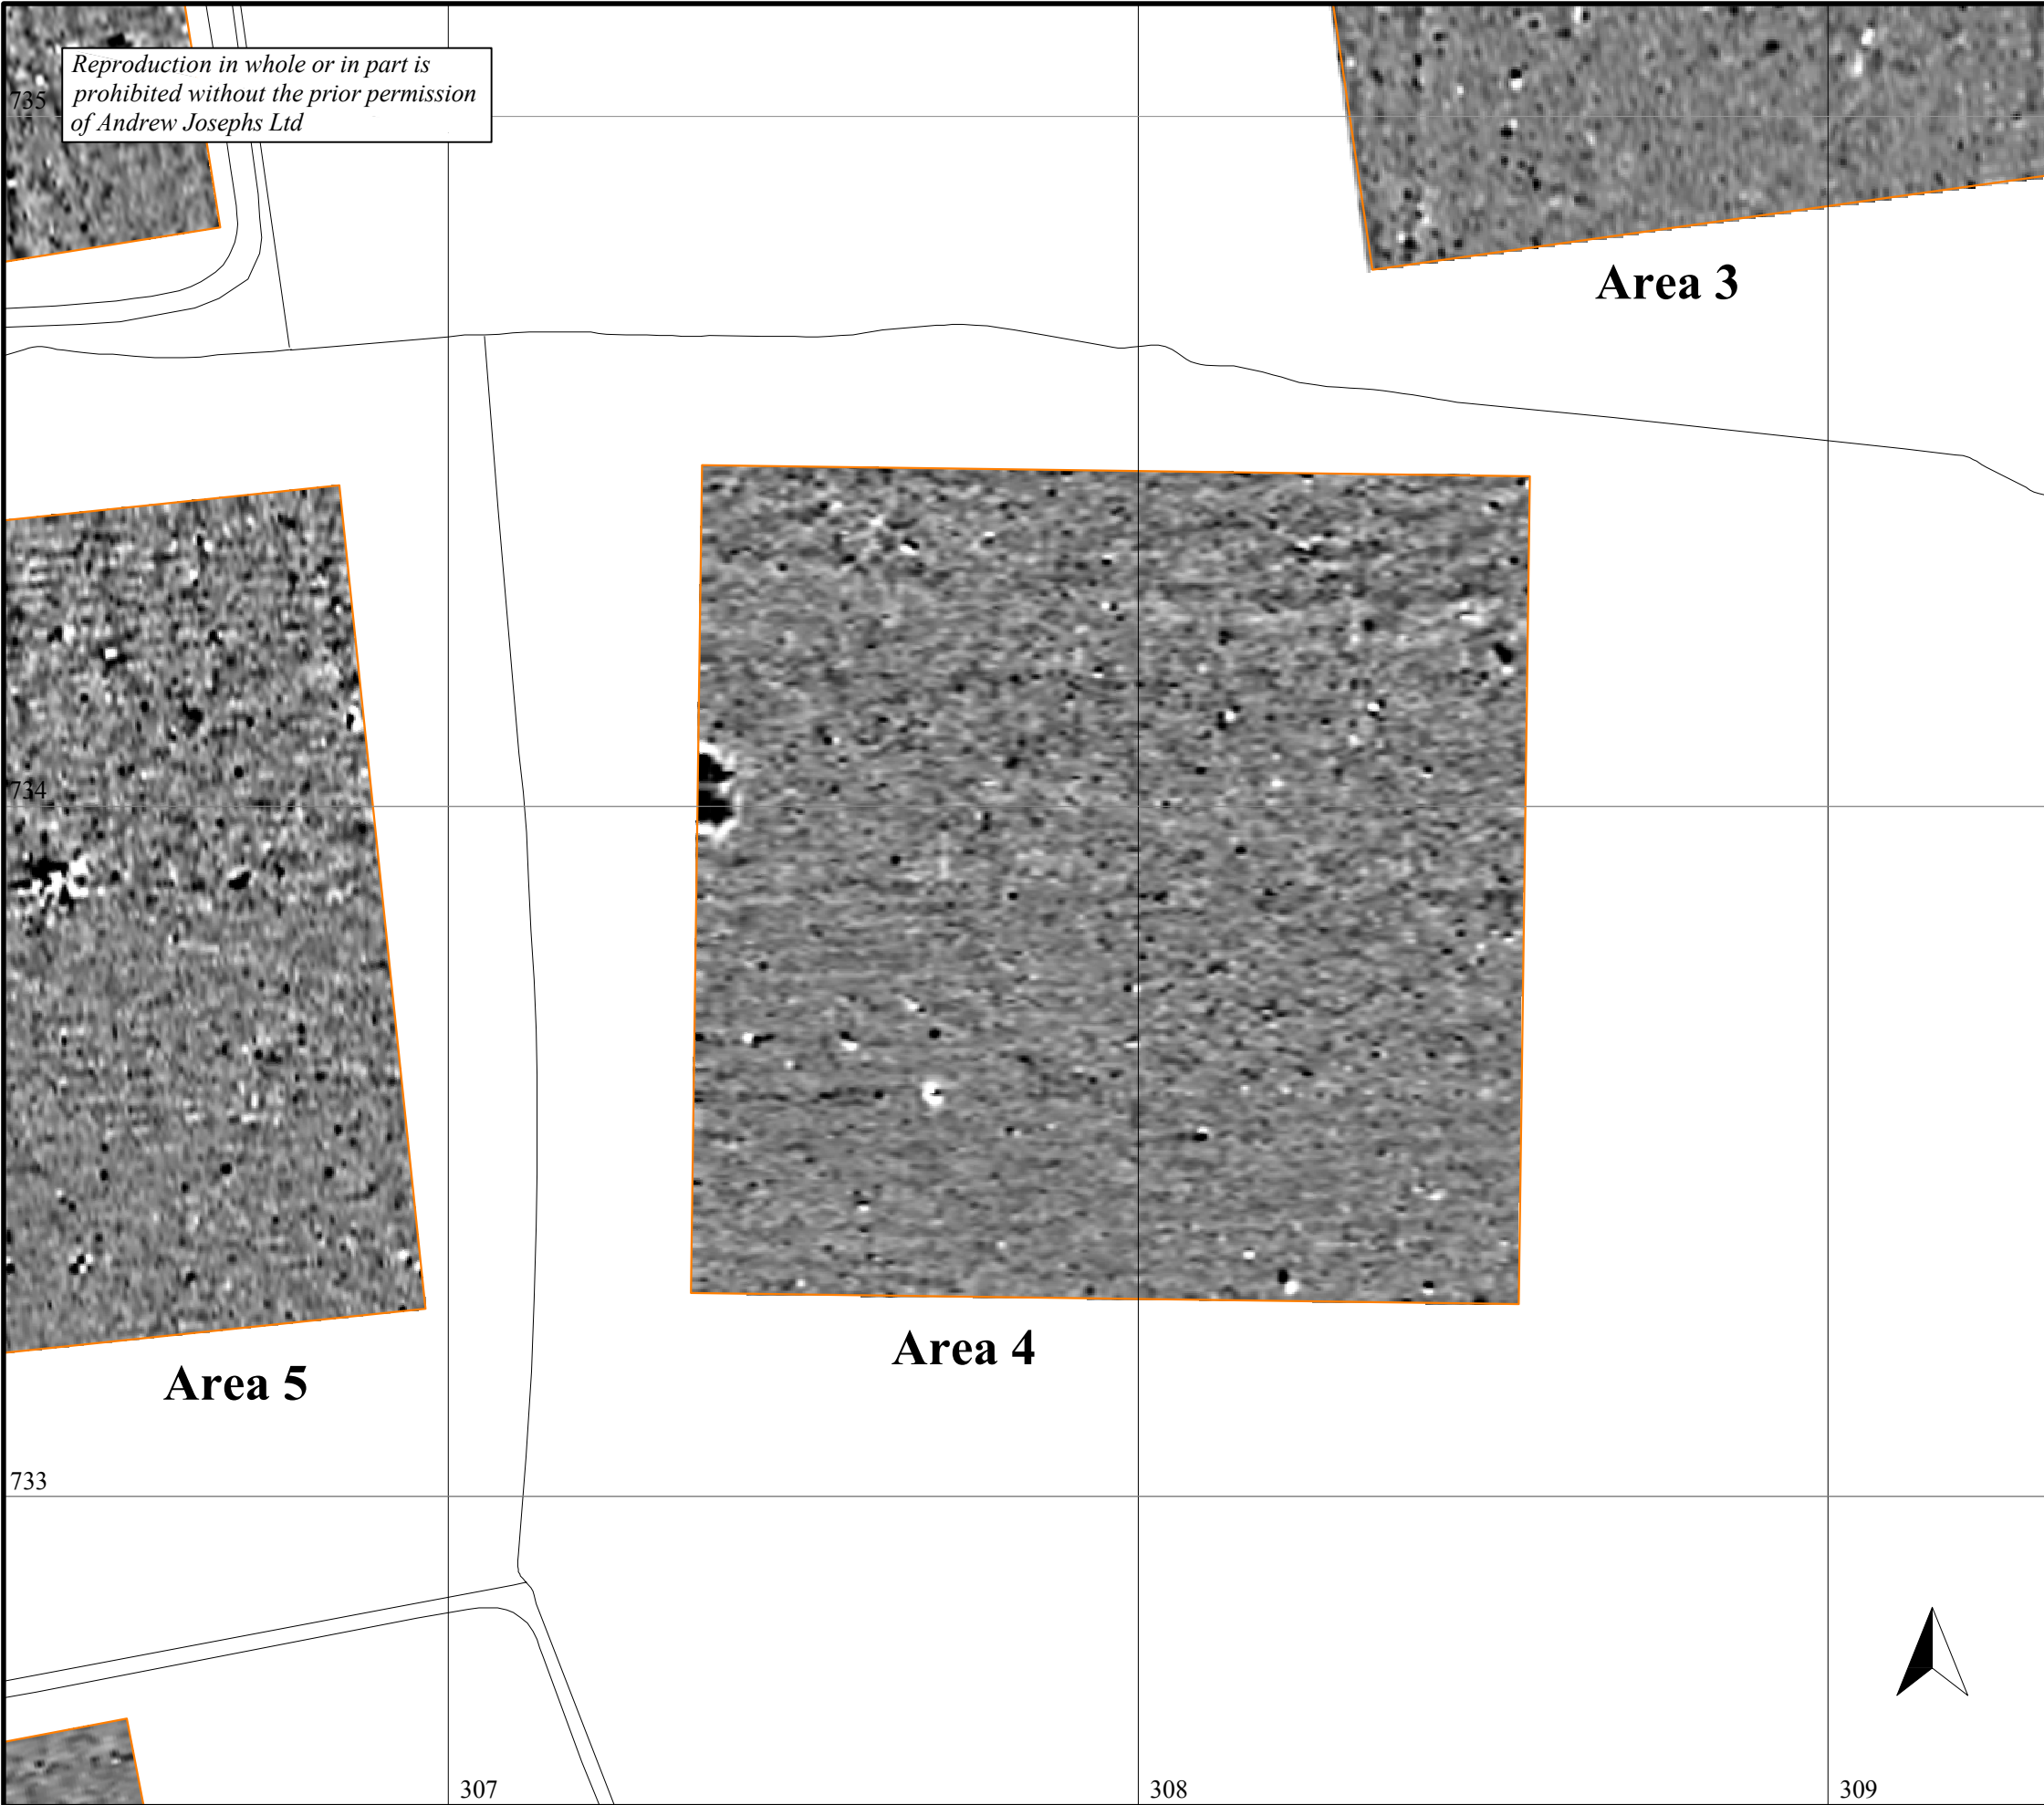 Reproduction in whole or in part is
prohibited without the prior permission
of Andrew Josephs Ltd
735
Area 3
734
Area 4
Area 5
733
307
308
309